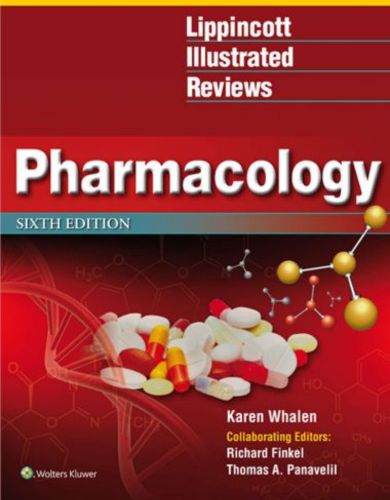 Lippincott
Illustrated
Reviews
Pharmacology
SIXTH EDITION
Karen Whalen
Collaborating Editors:
Richard Finkel
Thomas A. Panavelil
Wolters Kluwer